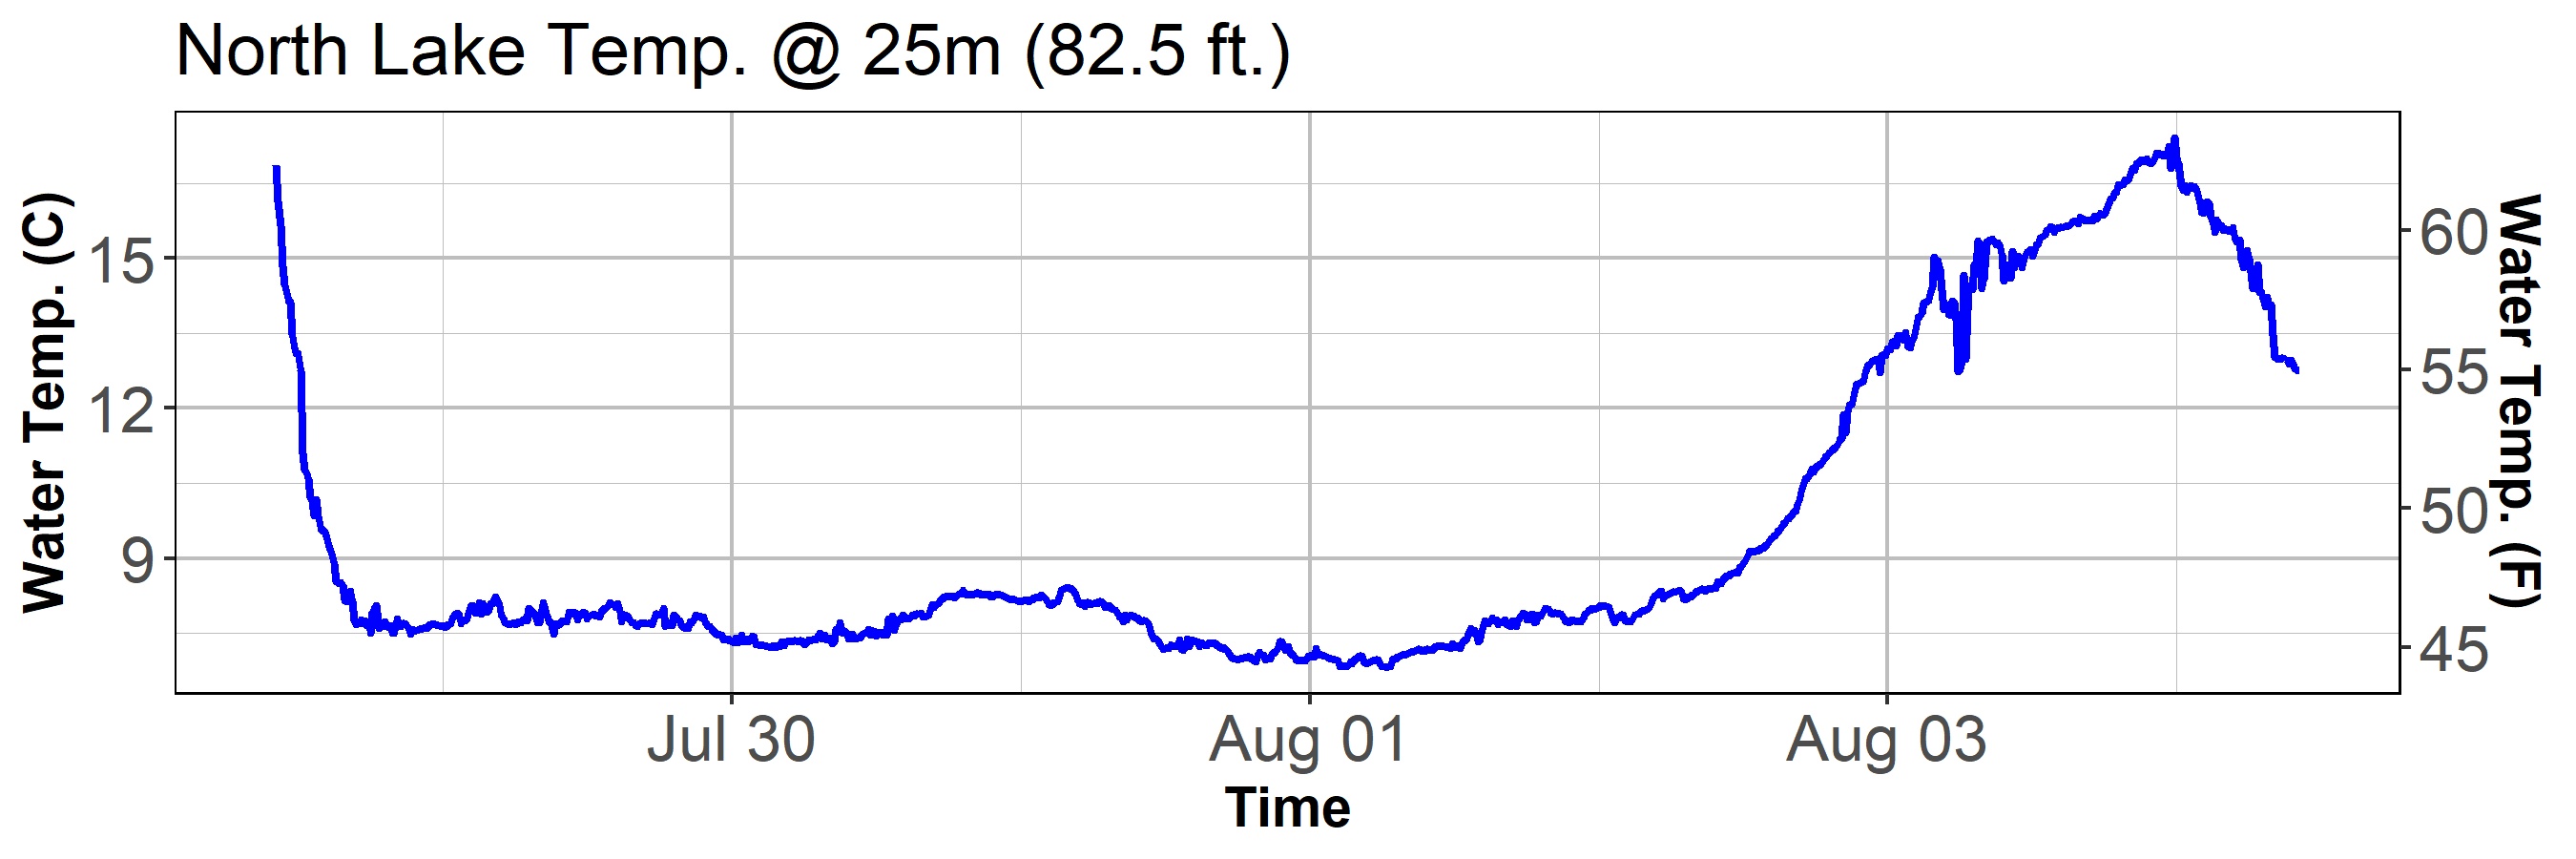 North Lake Temp. @ 25m (82.5 ft.)
Water Temp. (C)
15
12
9
60
55
50
45
Water Temp. (F)
Jul 30
Aug 01
Aug 03
Time